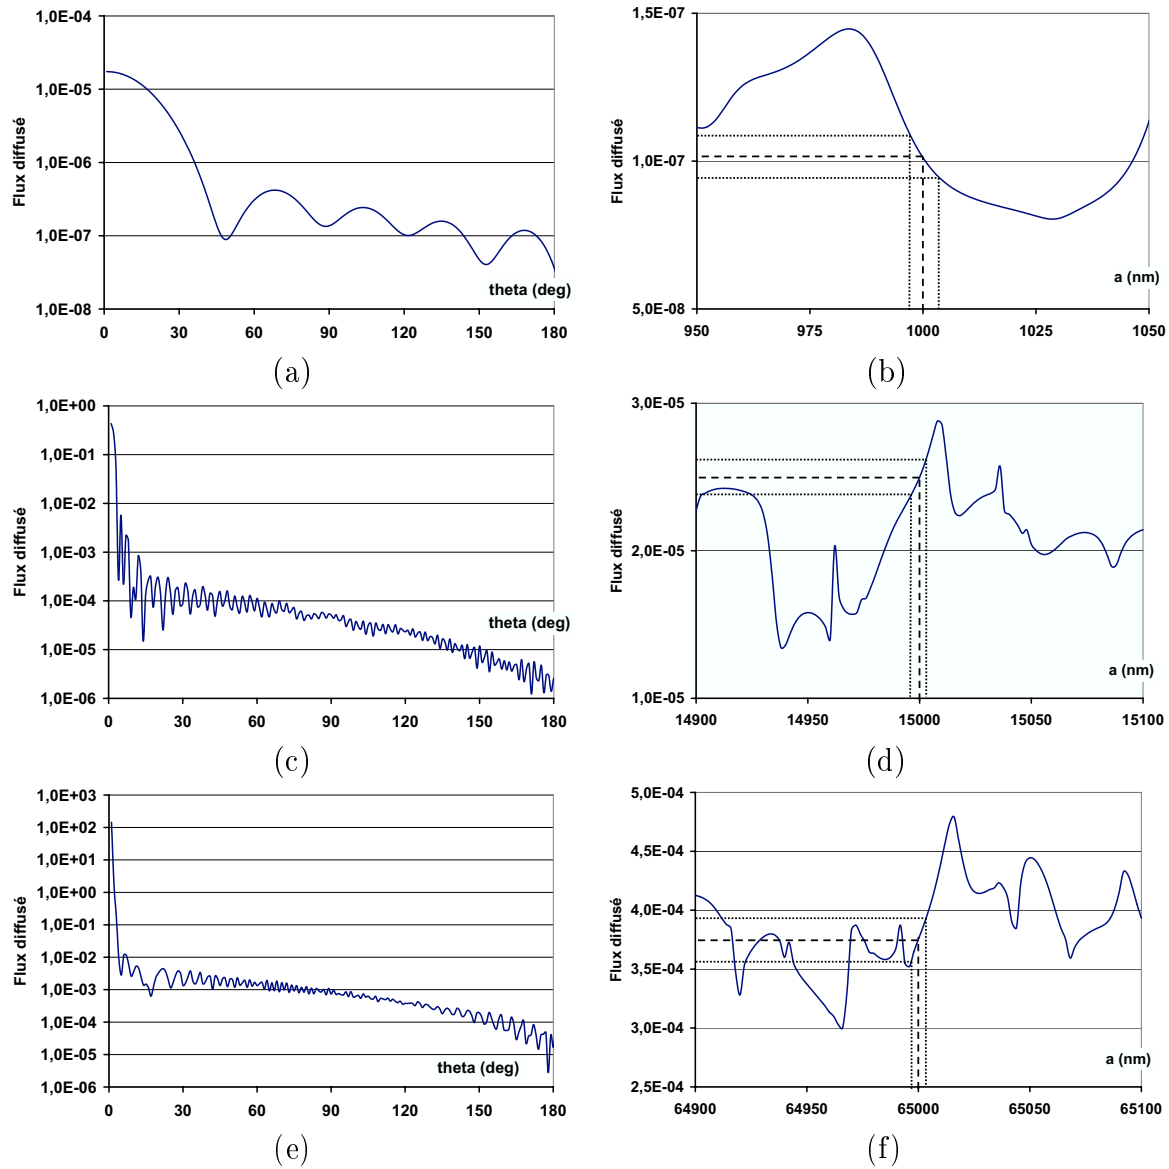 1,0E-04
1,0E-05
1,0E-06
1,0E-07
1,0E-08
Flux diffusé
theta (deg)
0 30 60 90 120 150 180
(a)
1,5E-07
1,0E-07
5,0E-08
Flux diffusé
a (nm)
950 975 1000 1025 1050
(b)
1,0E+00
1,0E-01
1,0E-02
1,0E-03
1,0E-04
1,0E-05
1,0E-06
Flux diffusé
theta (deg)
0 30 60 90 120 150 180
(c)
3,0E-05
2,0E-05
1,0E-05
Flux diffusé
a (nm)
14900 14950 15000 15050 15100
(d)
1,0E+03
1,0E+02
1,0E+01
1,0E+00
1,0E-01
1,0E-02
1,0E-03
1,0E-04
1,0E-05
1,0E-06
Flux diffusé
theta (deg)
0 30 60 90 120 150 180
(e)
5,0E-04
4,5E-04
4,0E-04
3,5E-04
3,0E-04
2,5E-04
Flux diffusé
a (nm)
64900 64950 65000 65050 65100
(f)